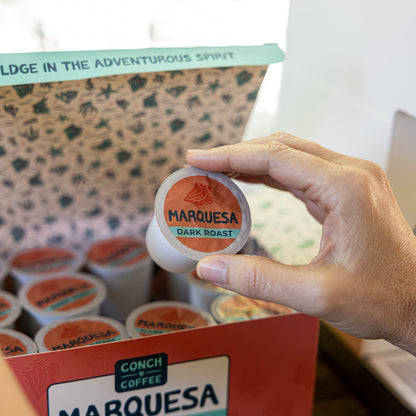 LDGE IN THE ADVENTUROUS SPIRIT
MARQUESA
DARK ROAST
CONCH
COFFEE
MARQUESA